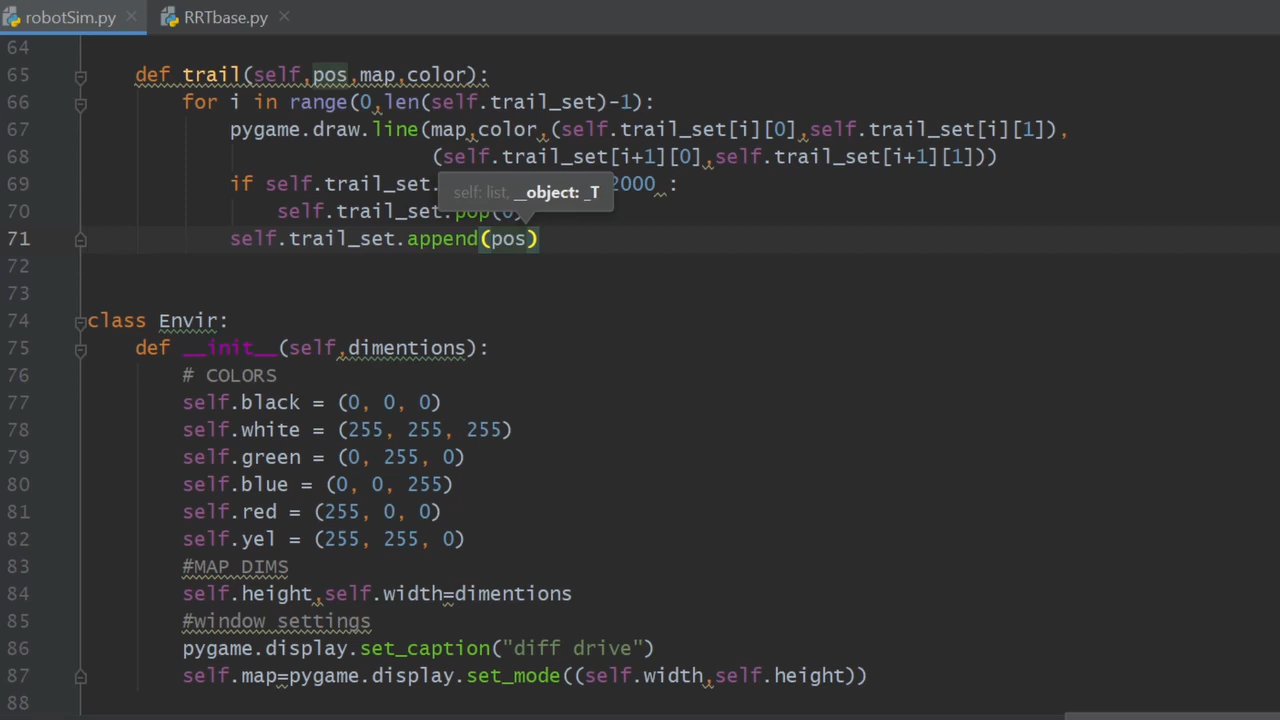 robotSim.py
RRTbase.py
64
65 def trail(self,pos,map,color):
66 for i in range(0,len(self.trail_set)-1):
67 pygame.draw.line(map,color,(self.trail_set[i][0],self.trail_set[i][1]),
68 (self.trail_set[i+1][0],self.trail_set[i+1][1]))
69 if self.trail_set. 2000 :
self: list, __object: _T
70 self.trail_set.pop(0)
71 self.trail_set.append(pos)
72
73
74 class Envir:
75 def __init__(self,dimentions):
76 # COLORS
77 self.black = (0, 0, 0)
78 self.white = (255, 255, 255)
79 self.green = (0, 255, 0)
80 self.blue = (0, 0, 255)
81 self.red = (255, 0, 0)
82 self.yel = (255, 255, 0)
83 #MAP DIMS
84 self.height,self.width=dimentions
85 #window settings
86 pygame.display.set_caption("diff drive")
87 self.map=pygame.display.set_mode((self.width,self.height))
88